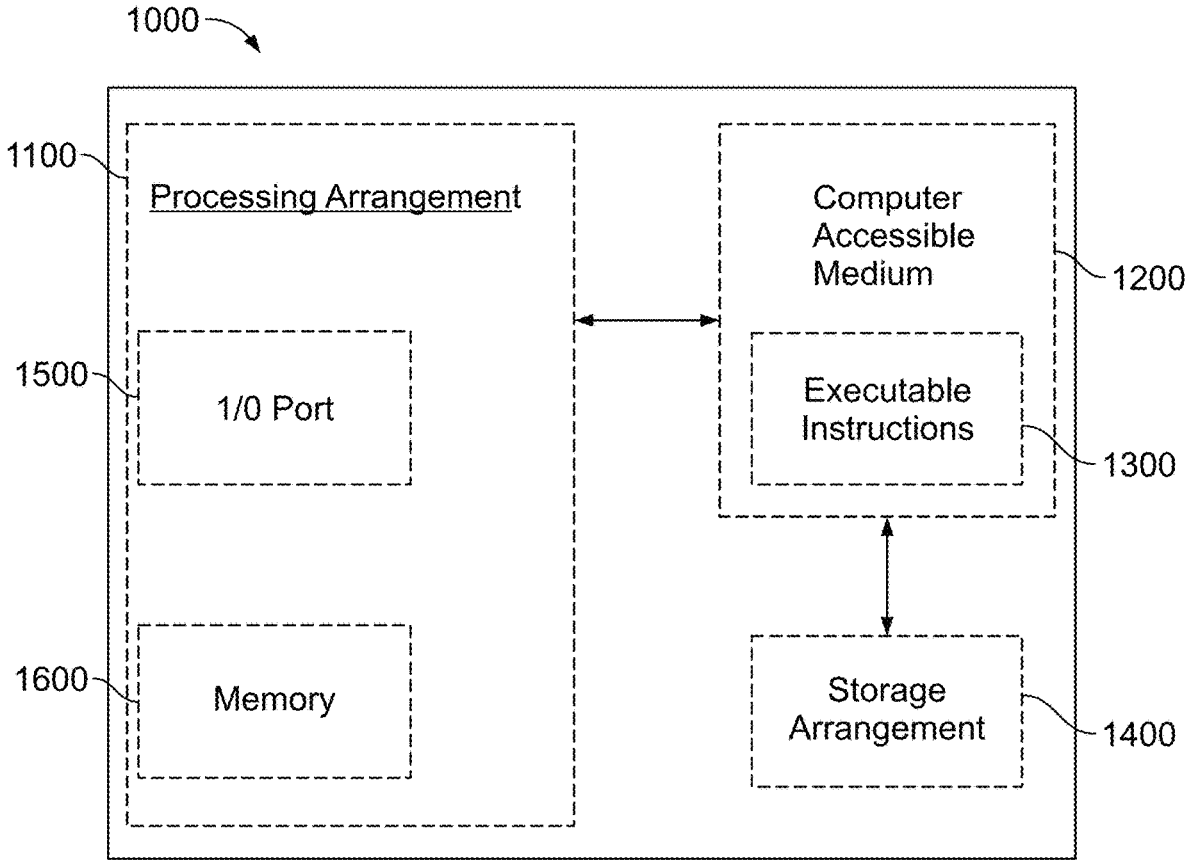 1000
1100
Processing Arrangement
Computer
Accessible
Medium
1200
1500
1/0 Port
Executable
Instructions
1300
1600
Memory
Storage
Arrangement
1400